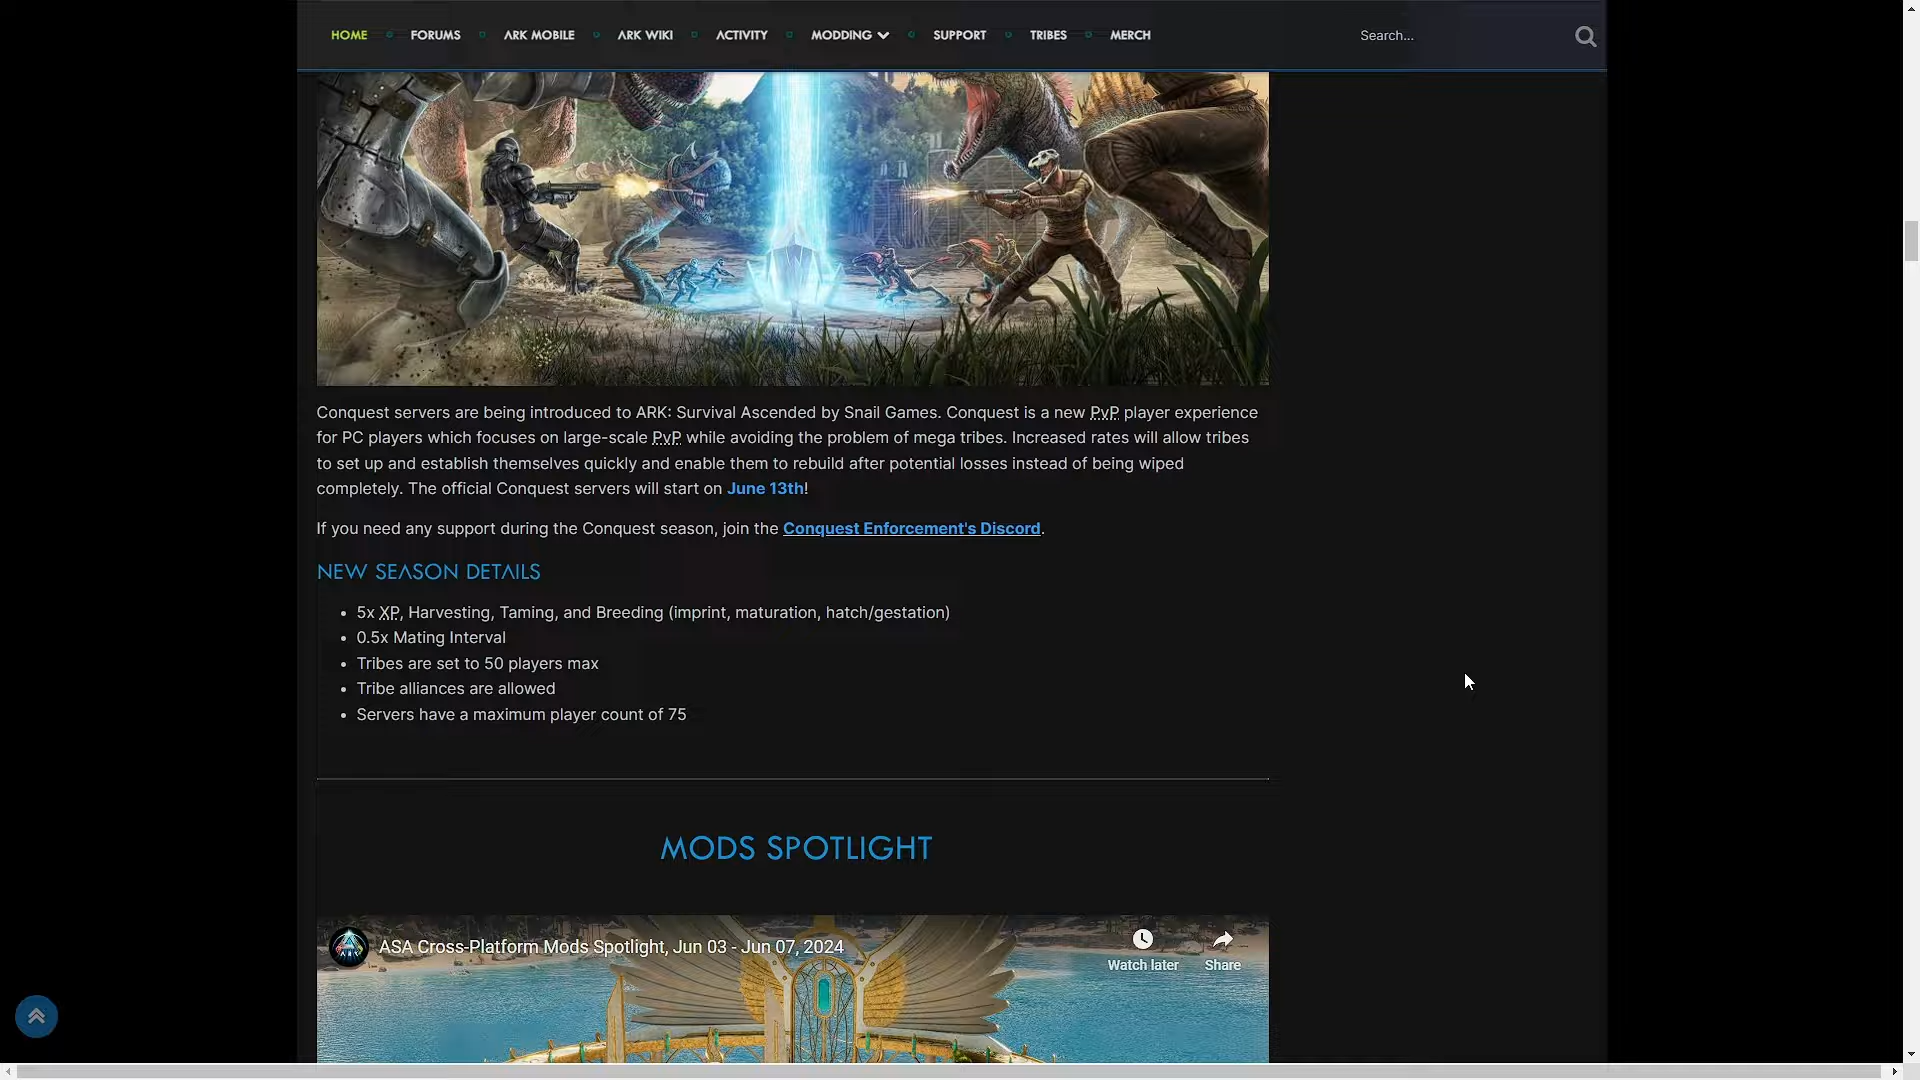 HOME FORUMS ARK MOBILE ARK WIKI ACTIVITY MODDING SUPPORT TRIBES MERCH Search...
Conquest servers are being introduced to ARK: Survival Ascended by Snail Games. Conquest is a new PvP player experience
for PC players which focuses on large-scale PvP while avoiding the problem of mega tribes. Increased rates will allow tribes
to set up and establish themselves quickly and enable them to rebuild after potential losses instead of being wiped
completely. The official Conquest servers will start on June 13th!
If you need any support during the Conquest season, join the Conquest Enforcement's Discord.
NEW SEASON DETAILS
• 5x XP, Harvesting, Taming, and Breeding (imprint, maturation, hatch/gestation)
• 0.5x Mating Interval
• Tribes are set to 50 players max
• Tribe alliances are allowed
• Servers have a maximum player count of 75
MODS SPOTLIGHT
ASA Cross-Platform Mods Spotlight, Jun 03 - Jun 07, 2024
Watch later Share